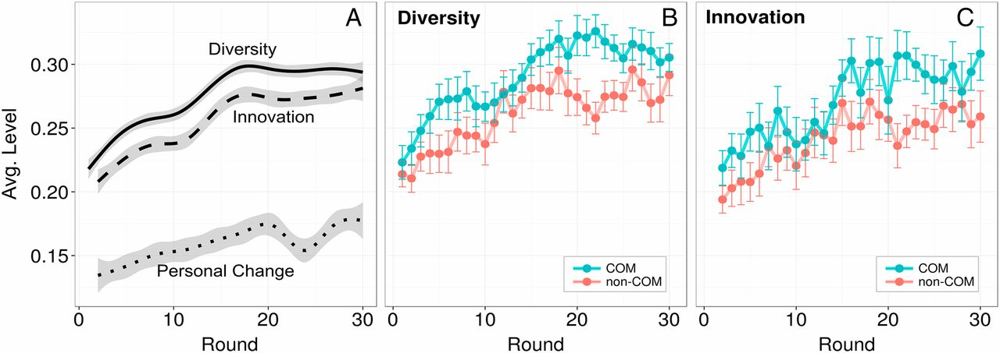 A
Diversity
Innovation
Personal Change
Avg. Level
0.30
0.25
0.20
0.15
0
10
20
30
Round
Diversity
B
COM
non-COM
0
10
20
30
Round
Innovation
C
COM
non-COM
0
10
20
30
Round